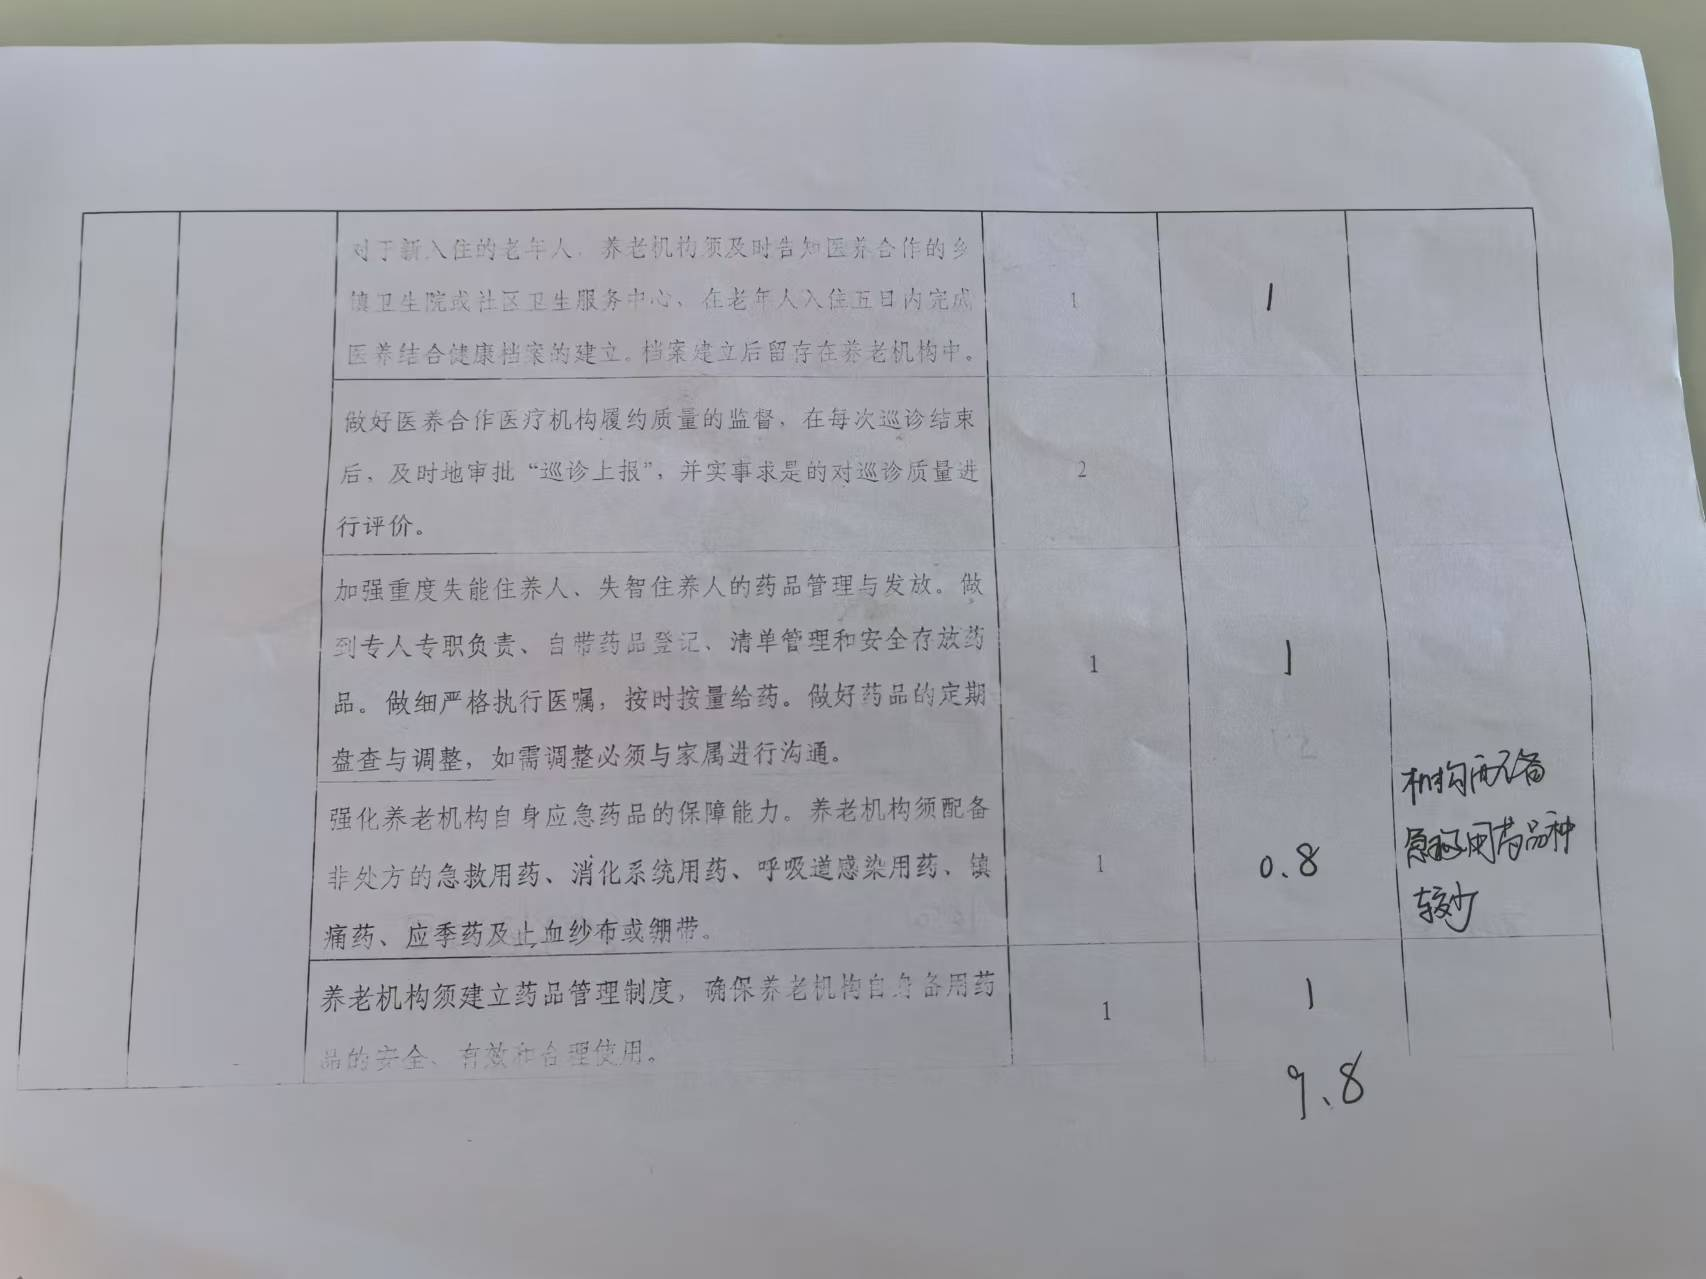 对于新入住的老年人，养老机构须及时告知医养合作的乡
镇卫生院或社区卫生服务中心，在老年人入住五日内完成
医养结合健康档案的建立。档案建立后留存在养老机构中。
1
1
做好医养合作医疗机构履约质量的监督，在每次巡诊结束
后，及时地审批“巡诊上报”，并实事求是的对巡诊质量进
行评价。
2
加强重度失能住养人、失智住养人的药品管理与发放。做
到专人专职负责、自带药品登记、清单管理和安全存放药
品。做细严格执行医嘱，按时按量给药。做好药品的定期
盘查与调整，如需调整必须与家属进行沟通。
1
1
强化养老机构自身应急药品的保障能力。养老机构须配备
非处方的急救用药、消化系统用药、呼吸道感染用药、镇
痛药、应季药及止血纱布或绷带。
1
0.8
机构配备
急救用药品种
较少
养老机构须建立药品管理制度，确保养老机构自身备用药
品的安全、有效和合理使用。
1
1
9.8